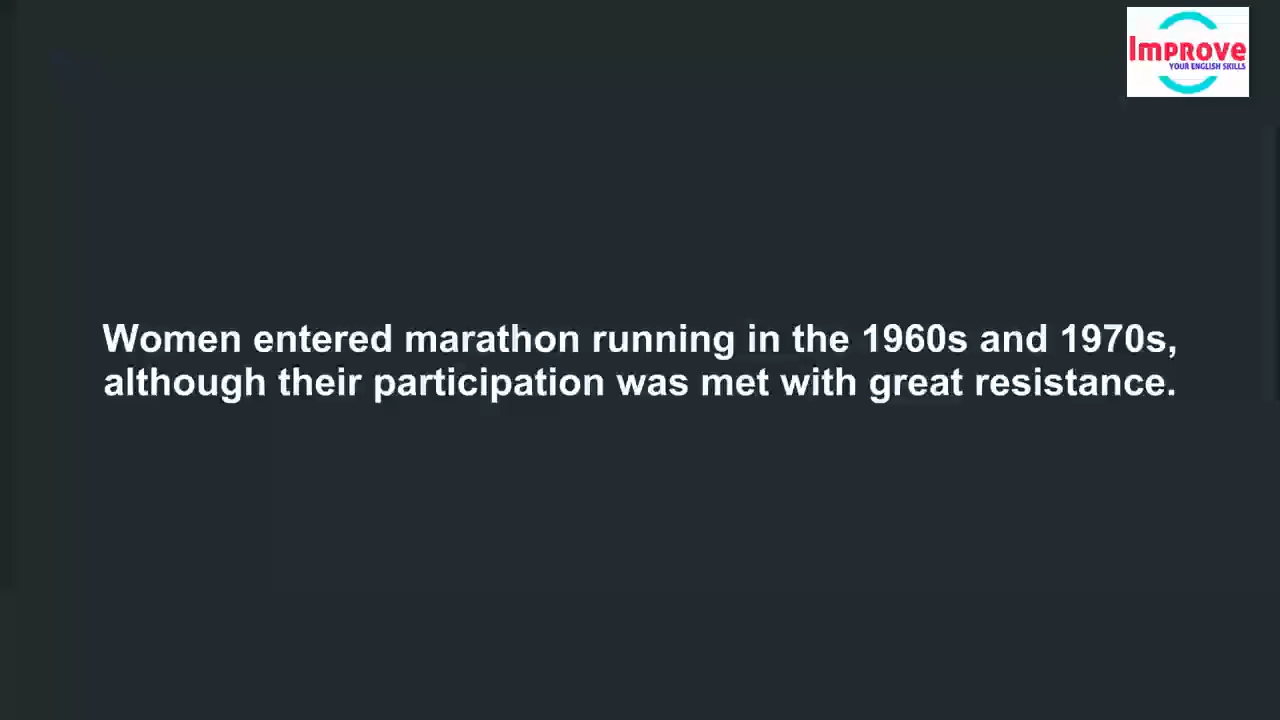 Improve
YOUR ENGLISH SKILLS
Women entered marathon running in the 1960s and 1970s,
although their participation was met with great resistance.